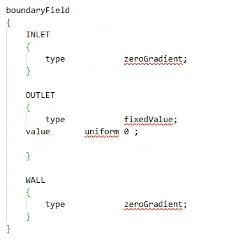 boundaryField
{
INLET
{
type zeroGradient;
}
OUTLET
{
type fixedValue;
value uniform 0 ;
}
WALL
{
type zeroGradient;
}
}